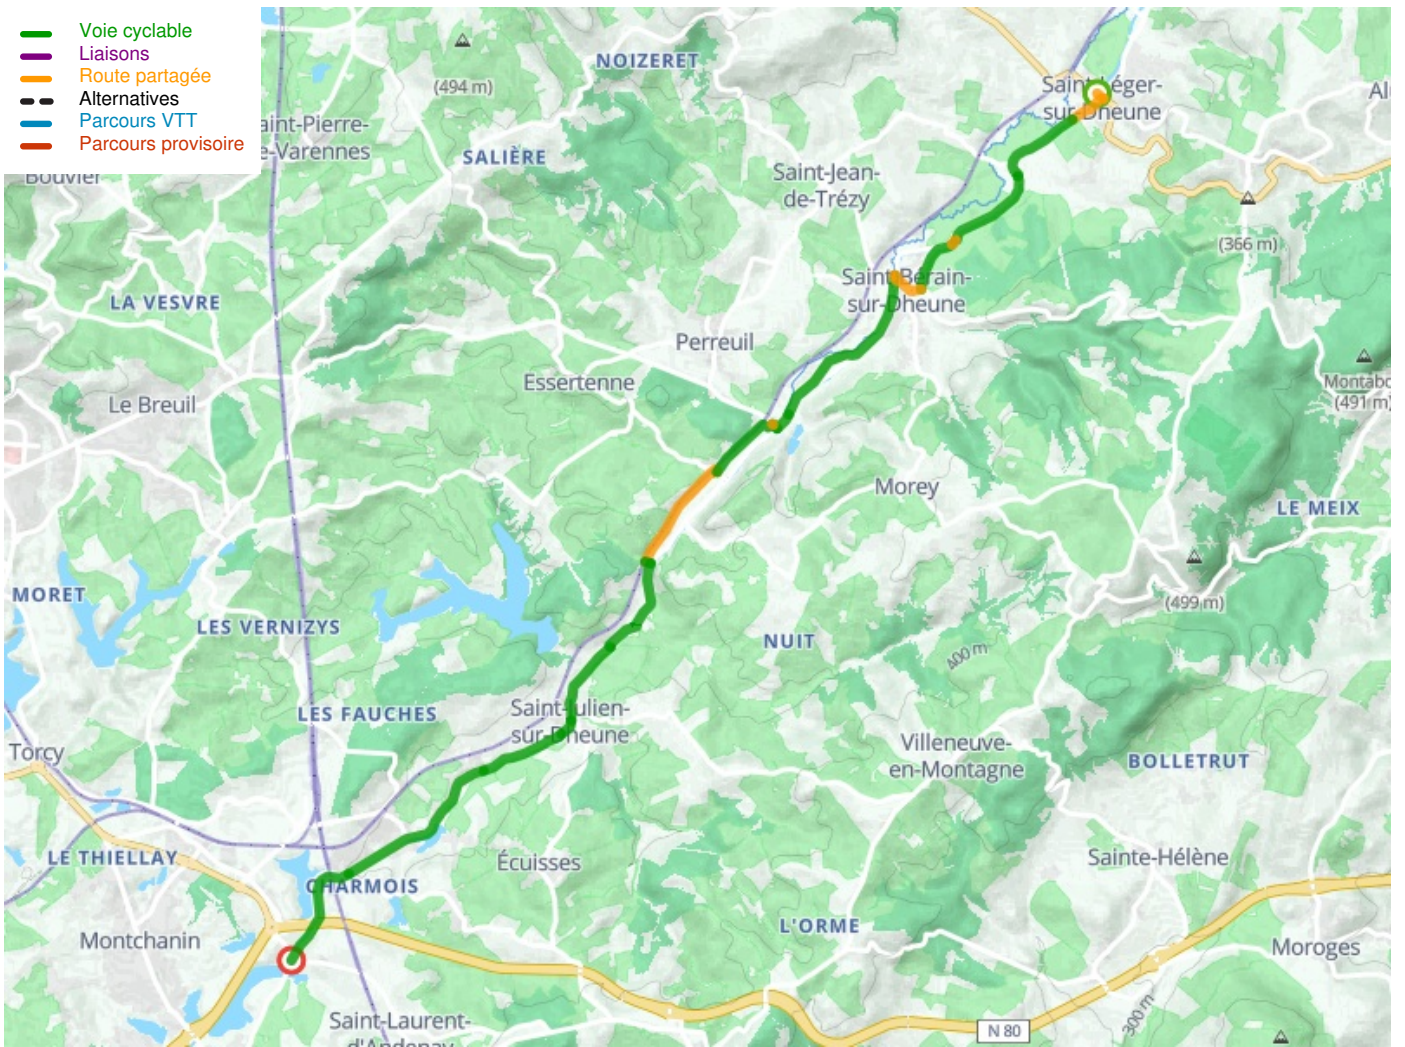 Voie cyclable
Liaisons
Route partagée
Alternatives
Parcours VTT
Parcours provisoire
NOIZERET
(494 m)
Saint-Léger-
sur-Dheune
aint-Pierre-
e-Varennes
SALIÈRE
Bouvier
Saint-Jean-
de-Trézy
(366 m)
Saint-Bérain-
sur-Dheune
LA VESVRE
Perreuil
Essertenne
Le Breuil
(491 m)
Morey
LE MEIX
MORET
(499 m)
LES VERNIZYS
NUIT
400 m
LES FAUCHES
Saint-Julien-
sur-Dheune
Torcy
Villeneuve-
en-Montagne
BOLLETRUT
LE THIELLAY
Écuisses
Sainte-Hélène
CHARMOIS
L'ORME
Montchanin
Moroges
300 m
Saint-Laurent-
d'Andenay
N 80